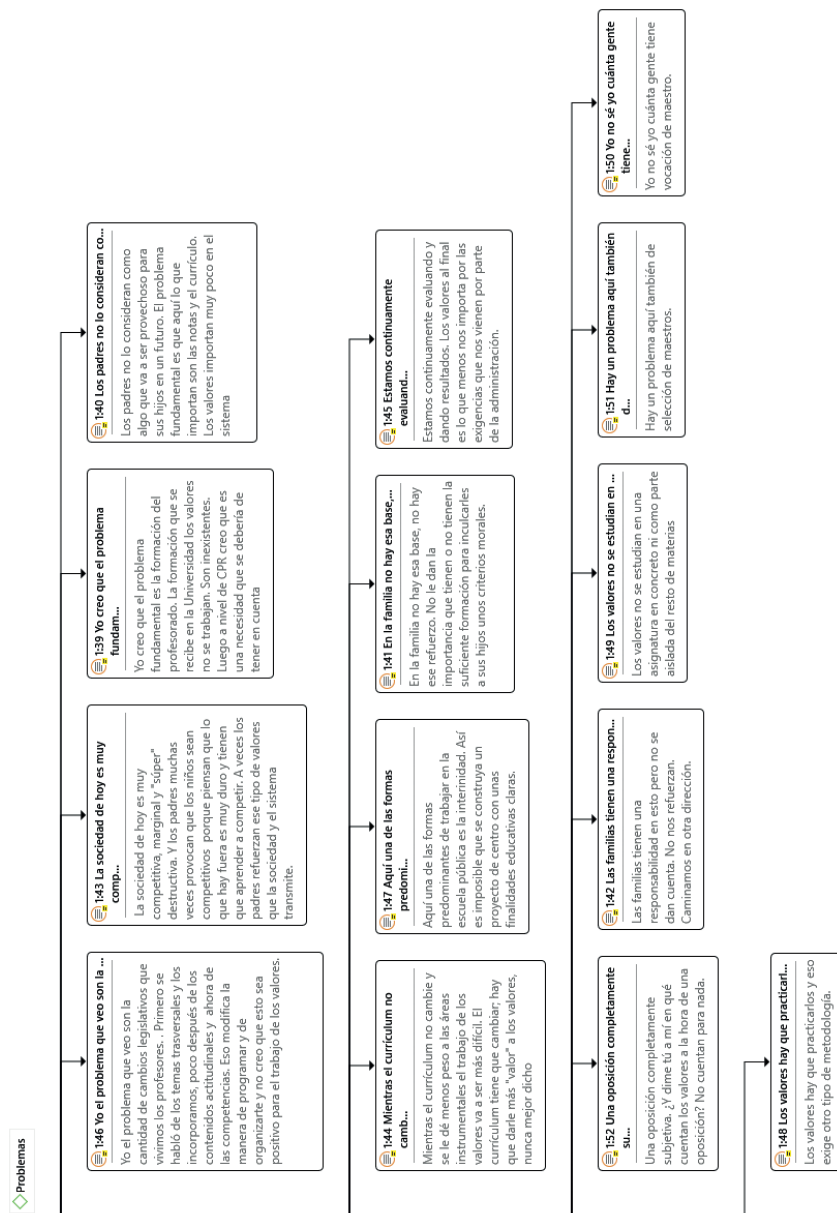 Problemas
1:46 Yo el problema que veo son la ...
Yo el problema que veo son la
cantidad de cambios legislativos que
vivimos los profesores. . Primero se
habló de los temas trasversales y los
incorporamos, poco después de los
contenidos actitudinales y ahora de
las competencias. Eso modifica la
manera de programar y de
organizarte y no creo que esto sea
positivo para el trabajo de los valores.
1:43 La sociedad de hoy es muy
comp...
La sociedad de hoy es muy
competitiva, marginal y "súper"
destructiva. Y los padres muchas
veces provocan que los niños sean
competitivos porque piensan que lo
que hay fuera es muy duro y tienen
que aprender a competir. A veces los
padres refuerzan ese tipo de valores
que la sociedad y el sistema
transmite.
1:39 Yo creo que el problema
fundam...
Yo creo que el problema
fundamental es la formación del
profesorado. La formación que se
recibe en la Universidad los valores
no se trabajan. Son inexistentes.
Luego a nivel de CPR creo que es
una necesidad que se debería de
tener en cuenta
1:40 Los padres no lo consideran co...
Los padres no lo consideran como
algo que va a ser provechoso para
sus hijos en un futuro. El problema
fundamental es que aquí lo que
importan son las notas y el currículo.
Los valores importan muy poco en el
sistema
1:44 Mientras el currículum no
camb...
Mientras el currículum no cambie y
se le dé menos peso a las áreas
instrumentales el trabajo de los
valores va a ser más difícil. El
currículum tiene que cambiar; hay
que darle más "valor" a los valores,
nunca mejor dicho
1:47 Aquí una de las formas
predomi...
Aquí una de las formas
predominantes de trabajar en la
escuela pública es la interinidad. Así
es imposible que se construya un
proyecto de centro con unas
finalidades educativas claras.
1:41 En la familia no hay esa base,...
En la familia no hay esa base, no hay
ese refuerzo. No le dan la
importancia que tienen o no tienen la
suficiente formación para inculcarles
a sus hijos unos criterios morales.
1:45 Estamos continuamente
evaluand...
Estamos continuamente evaluando y
dando resultados. Los valores al final
es lo que menos nos importa por las
exigencias que nos vienen por parte
de la administración.
1:52 Una oposición completamente
su...
Una oposición completamente
subjetiva. ¿Y dime tú a mí en qué
cuentan los valores a la hora de una
oposición? No cuentan para nada.
1:42 Las familias tienen una respon...
Las familias tienen una
responsabilidad en esto pero no se
dan cuenta. No nos refuerzan.
Caminamos en otra dirección.
1:49 Los valores no se estudian en ...
Los valores no se estudian en una
asignatura en concreto ni como parte
aislada del resto de materias
1:51 Hay un problema aquí también
d...
Hay un problema aquí también de
selección de maestros.
1:50 Yo no sé yo cuánta gente
tiene...
Yo no sé yo cuánta gente tiene
vocación de maestro.
1:48 Los valores hay que practicarl...
Los valores hay que practicarlos y eso
exige otro tipo de metodología.